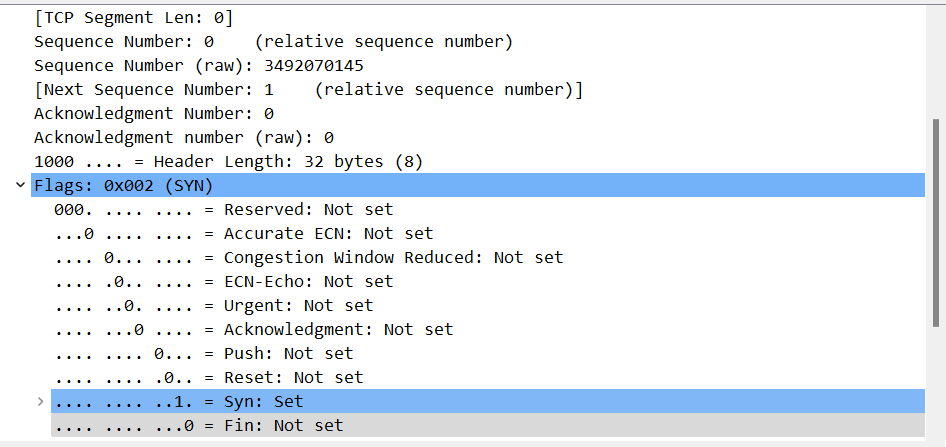 [TCP Segment Len: 0]
Sequence Number: 0    (relative sequence number)
Sequence Number (raw): 3492070145
[Next Sequence Number: 1    (relative sequence number)]
Acknowledgment Number: 0
Acknowledgment number (raw): 0
1000 .... = Header Length: 32 bytes (8)
Flags: 0x002 (SYN)
000. .... .... = Reserved: Not set
...0 .... .... = Accurate ECN: Not set
.... 0... .... = Congestion Window Reduced: Not set
.... .0.. .... = ECN-Echo: Not set
.... ..0. .... = Urgent: Not set
.... ...0 .... = Acknowledgment: Not set
.... .... 0... = Push: Not set
.... .... .0.. = Reset: Not set
.... .... ..1. = Syn: Set
.... .... ...0 = Fin: Not set